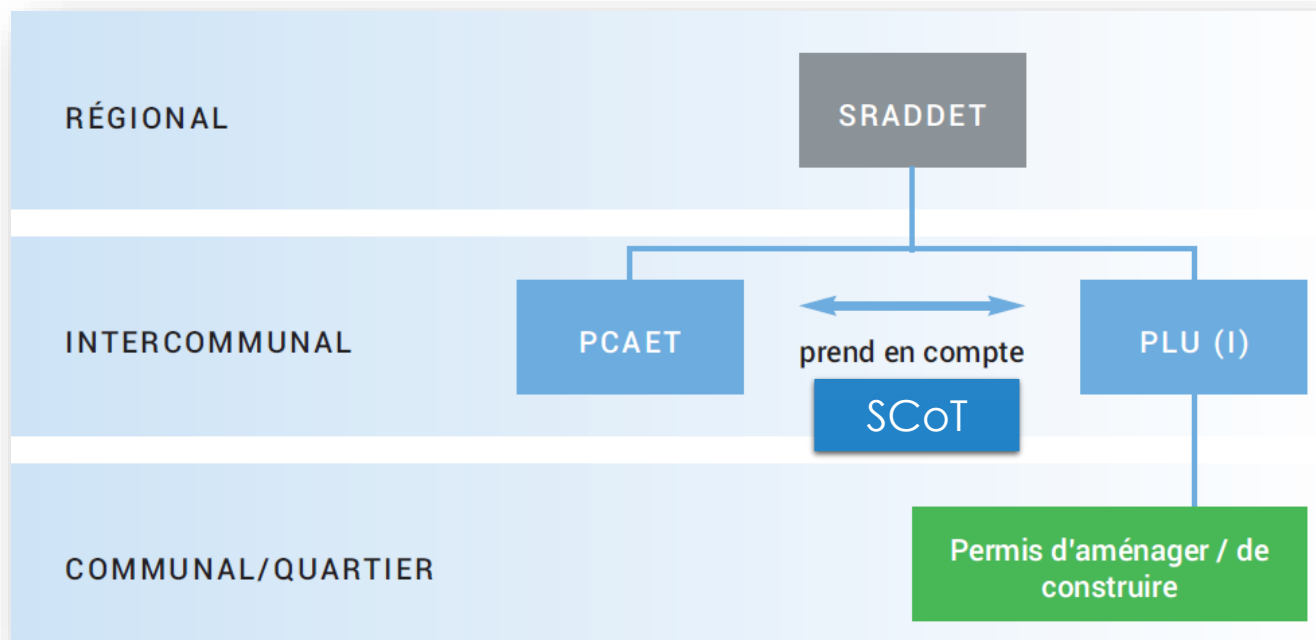 RÉGIONAL
SRADDET
INTERCOMMUNAL
PCAET
prend en compte
SCoT
PLU (I)
COMMUNAL/QUARTIER
Permis d'aménager / de
construire